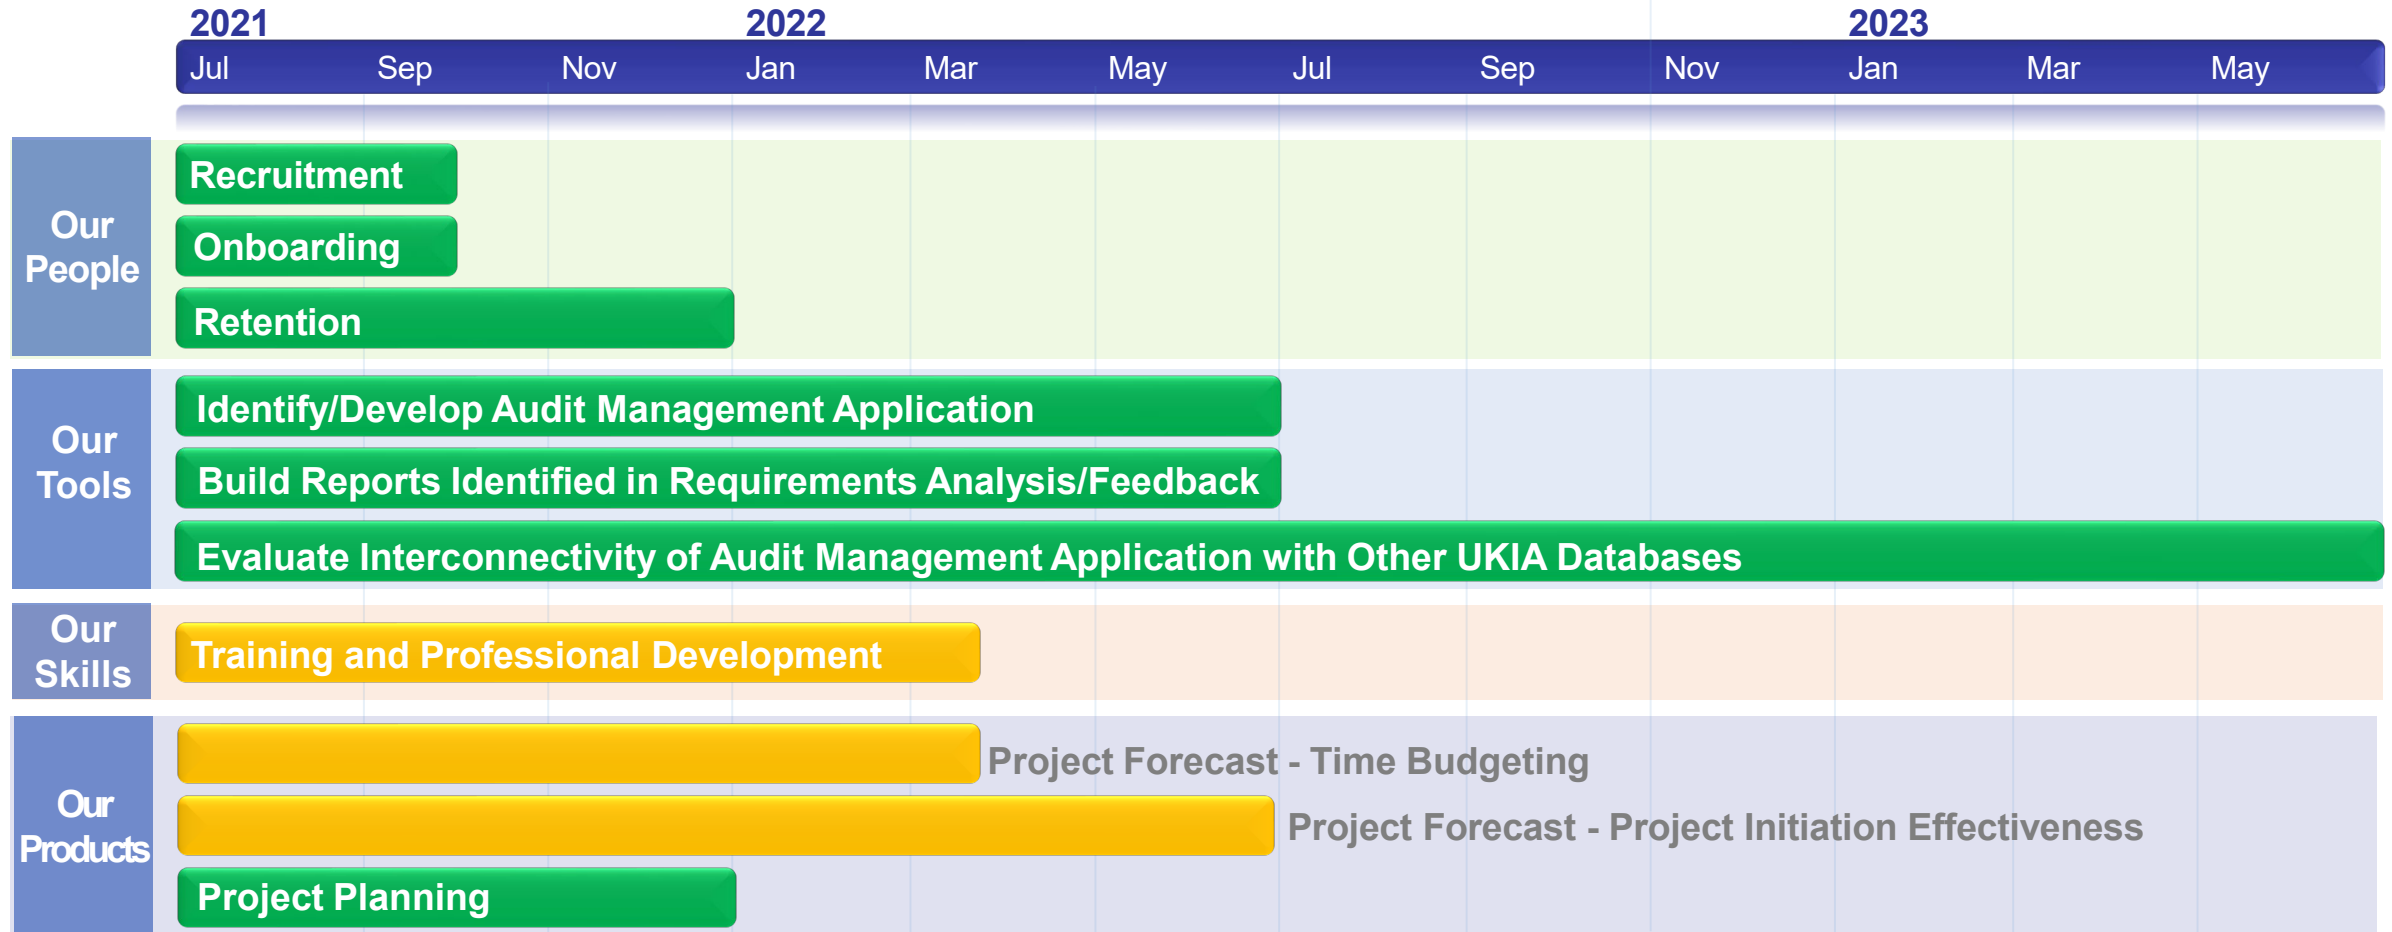 2021 2022 2023
Jul Sep Nov Jan Mar May Jul Sep Nov Jan Mar May
Our
People
Recruitment
Onboarding
Retention
Our
Tools
Identify/Develop Audit Management Application
Build Reports Identified in Requirements Analysis/Feedback
Evaluate Interconnectivity of Audit Management Application with Other UKIA Databases
Our
Skills
Training and Professional Development
Our
Products
Project Forecast - Time Budgeting
Project Forecast - Project Initiation Effectiveness
Project Planning